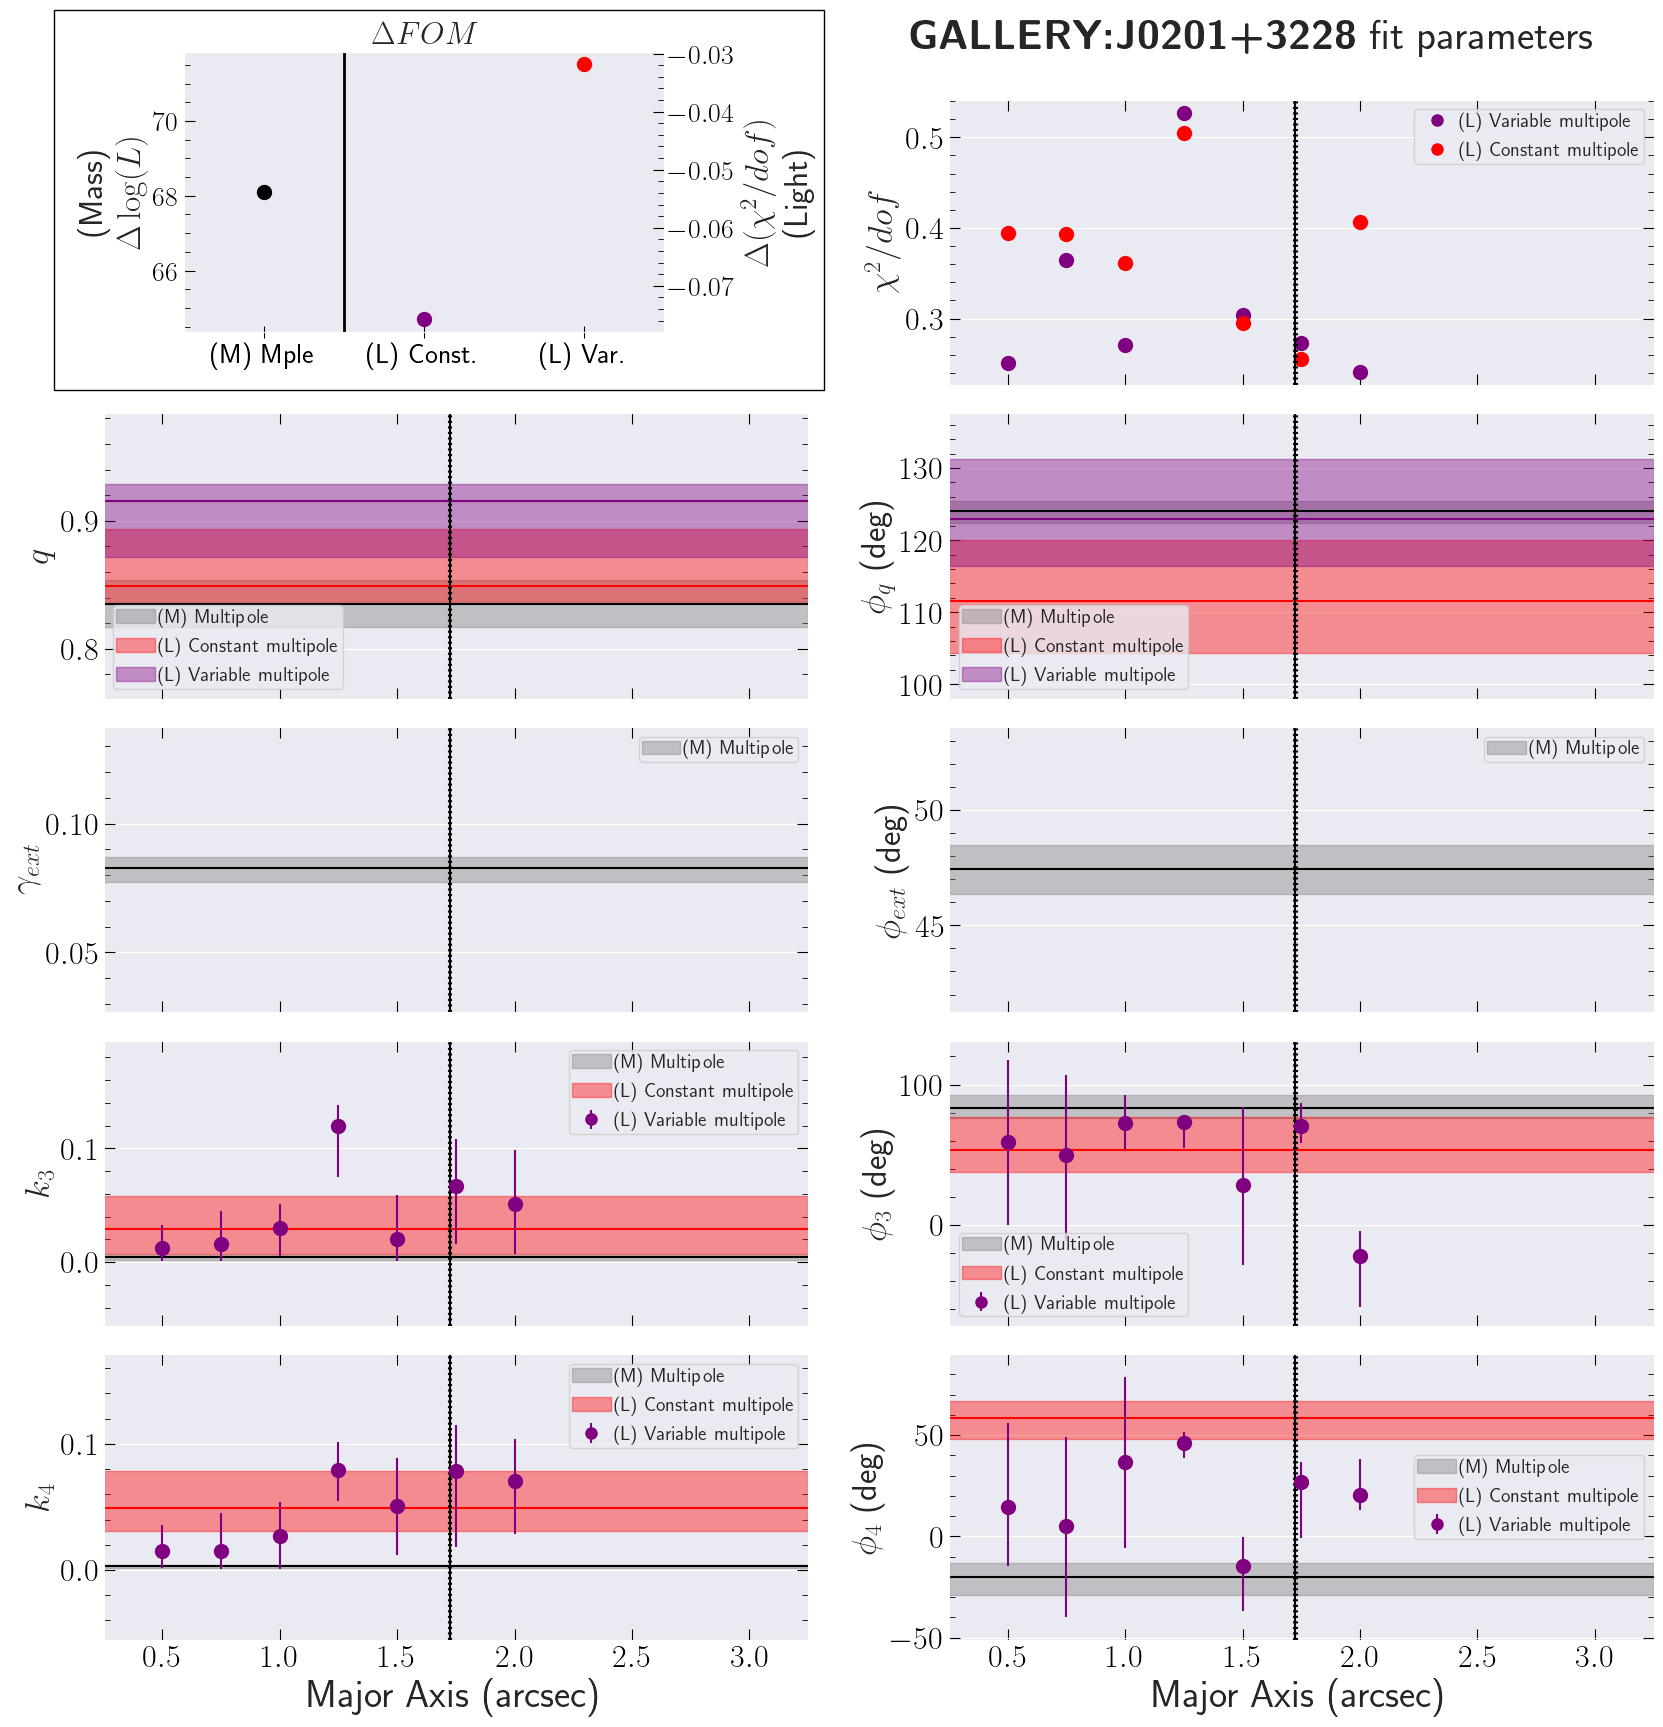 GALLERY:J0201+3228 fit parameters
ΔFOM
(Mass)
Δ log(L)
70
68
66
−0.03
−0.04
−0.05
−0.06
−0.07
Δ(χ²/dof)
(Light)
(M) Mple
(L) Const.
(L) Var.
χ²/dof
0.5
0.4
0.3
(L) Variable multipole
(L) Constant multipole
q
0.9
0.8
(M) Multipole
(L) Constant multipole
(L) Variable multipole
ϕ_q (deg)
130
120
110
100
(M) Multipole
(L) Constant multipole
(L) Variable multipole
γ_ext
0.10
0.05
(M) Multipole
ϕ_ext (deg)
50
45
(M) Multipole
k₃
0.1
0.0
(M) Multipole
(L) Constant multipole
(L) Variable multipole
ϕ₃ (deg)
100
0
(M) Multipole
(L) Constant multipole
(L) Variable multipole
k₄
0.1
0.0
(M) Multipole
(L) Constant multipole
(L) Variable multipole
0.5 1.0 1.5 2.0 2.5 3.0
Major Axis (arcsec)
ϕ₄ (deg)
50
0
−50
(M) Multipole
(L) Constant multipole
(L) Variable multipole
0.5 1.0 1.5 2.0 2.5 3.0
Major Axis (arcsec)